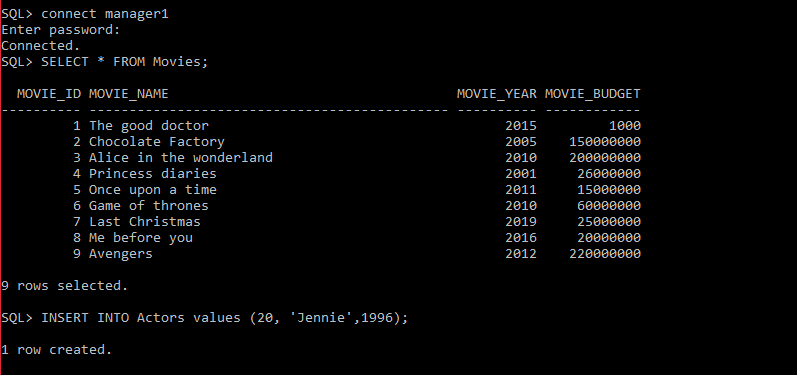 SQL> connect manager1
Enter password:
Connected.
SQL> SELECT * FROM Movies;
MOVIE_ID MOVIE_NAME MOVIE_YEAR MOVIE_BUDGET
---------- --------------------------------------------- ---------- ------------
1 The good doctor 2015 1000
2 Chocolate Factory 2005 150000000
3 Alice in the wonderland 2010 200000000
4 Princess diaries 2001 26000000
5 Once upon a time 2011 15000000
6 Game of thrones 2010 60000000
7 Last Christmas 2019 25000000
8 Me before you 2016 20000000
9 Avengers 2012 220000000
9 rows selected.
SQL> INSERT INTO Actors values (20, 'Jennie',1996);
1 row created.